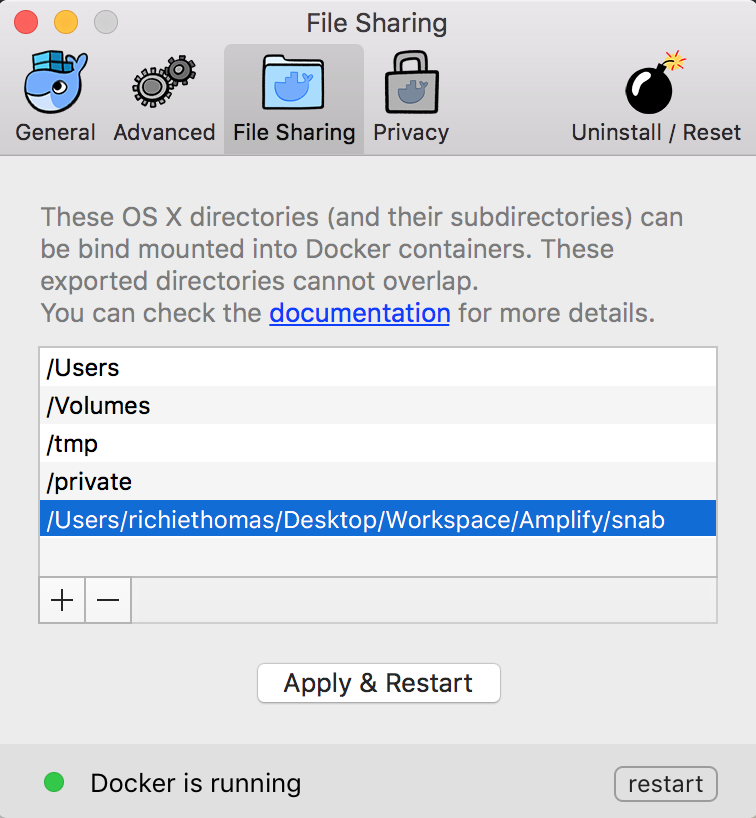 File Sharing
General
Advanced
File Sharing
Privacy
Uninstall / Reset
These OS X directories (and their subdirectories) can
be bind mounted into Docker containers. These
exported directories cannot overlap.
You can check the documentation for more details.
/Users
/Volumes
/tmp
/private
/Users/richiethomas/Desktop/Workspace/Amplify/snab
Apply & Restart
Docker is running
restart